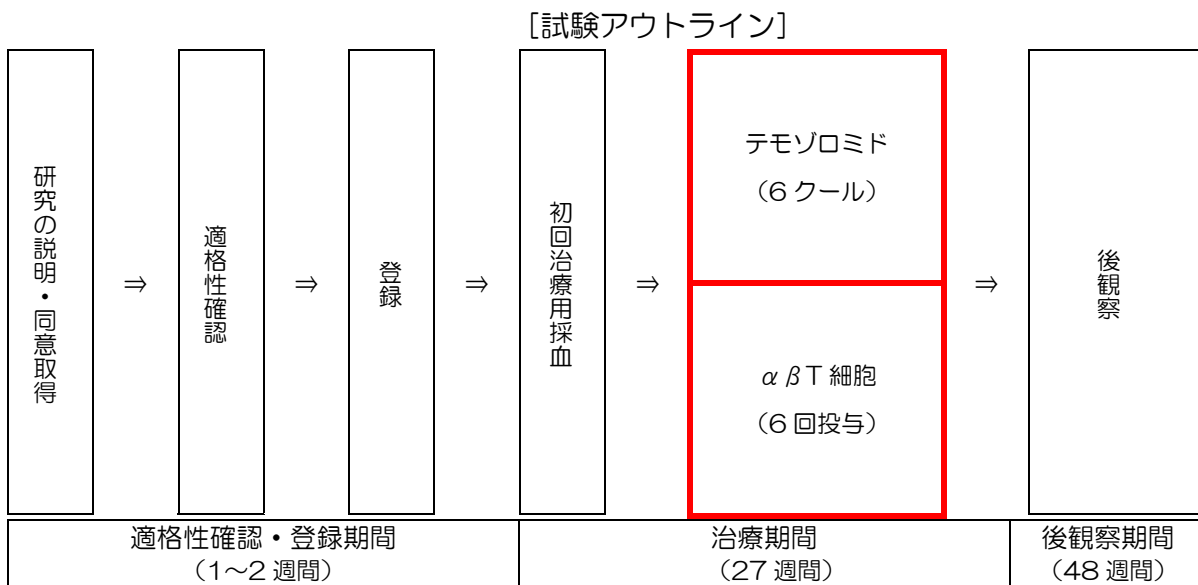 [試験アウトライン]
研究の説明・同意取得
⇒
適格性確認
⇒
登録
⇒
初回治療用採血
⇒
テモゾロミド
（6 クール）
αβT 細胞
（6 回投与）
⇒
後観察
適格性確認・登録期間
（1～2 週間）
治療期間
（27 週間）
後観察期間
（48 週間）